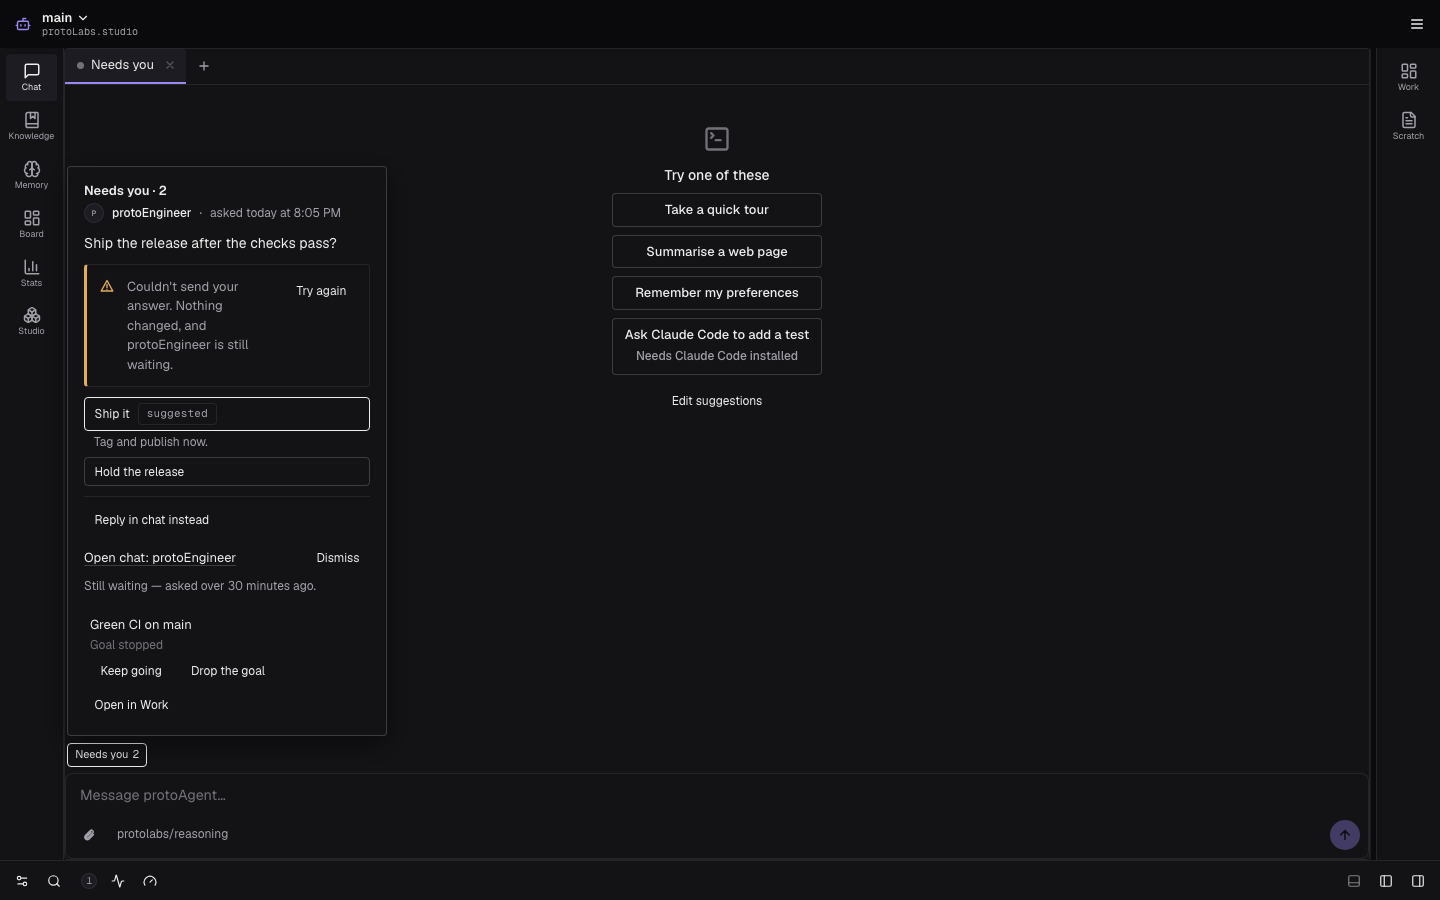 main
protoLabs.studio
Chat
Knowledge
Memory
Board
Stats
Studio
Needs you
Work
Scratch
Try one of these
Take a quick tour
Summarise a web page
Remember my preferences
Ask Claude Code to add a test
Needs Claude Code installed
Edit suggestions
Needs you · 2
P protoEngineer · asked today at 8:05 PM
Ship the release after the checks pass?
Couldn't send your
answer. Nothing
changed, and
protoEngineer is still
waiting.
Try again
Ship it suggested
Tag and publish now.
Hold the release
Reply in chat instead
Open chat: protoEngineer Dismiss
Still waiting — asked over 30 minutes ago.
Green CI on main
Goal stopped
Keep going Drop the goal
Open in Work
Needs you 2
Message protoAgent…
protolabs/reasoning
1